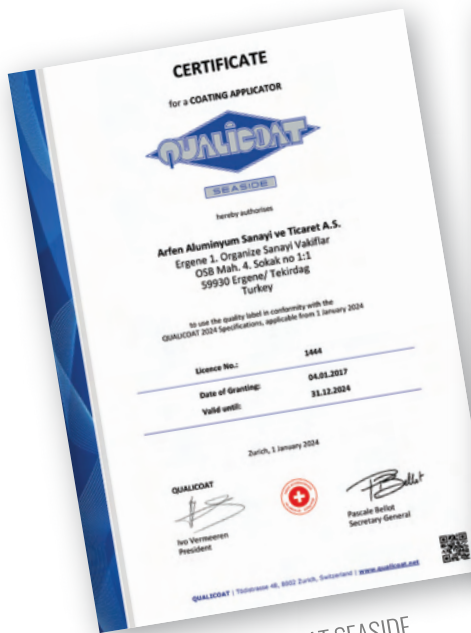 CERTIFICATE
for a COATING APPLICATOR
QUALICOAT
SEASIDE
hereby authorises
Arfen Aluminyum Sanayi ve Ticaret A.S.
Ergene 1. Organize Sanayi Vakiflar
OSB Mah. 4. Sokak no 1:1
59930 Ergene/ Tekirdag
Turkey
to use the quality label in conformity with the
QUALICOAT 2024 Specifications, applicable from 1 January 2024
Licence No.: 1444
Date of Granting: 04.01.2017
Valid until: 31.12.2024
Zurich, 1 January 2024
QUALICOAT
Ivo Vermeeren
President
PBellot
Pascale Bellot
Secretary General
QUALICOAT | Tödistrasse 48, 8002 Zurich, Switzerland | www.qualicoat.net
SEASIDE